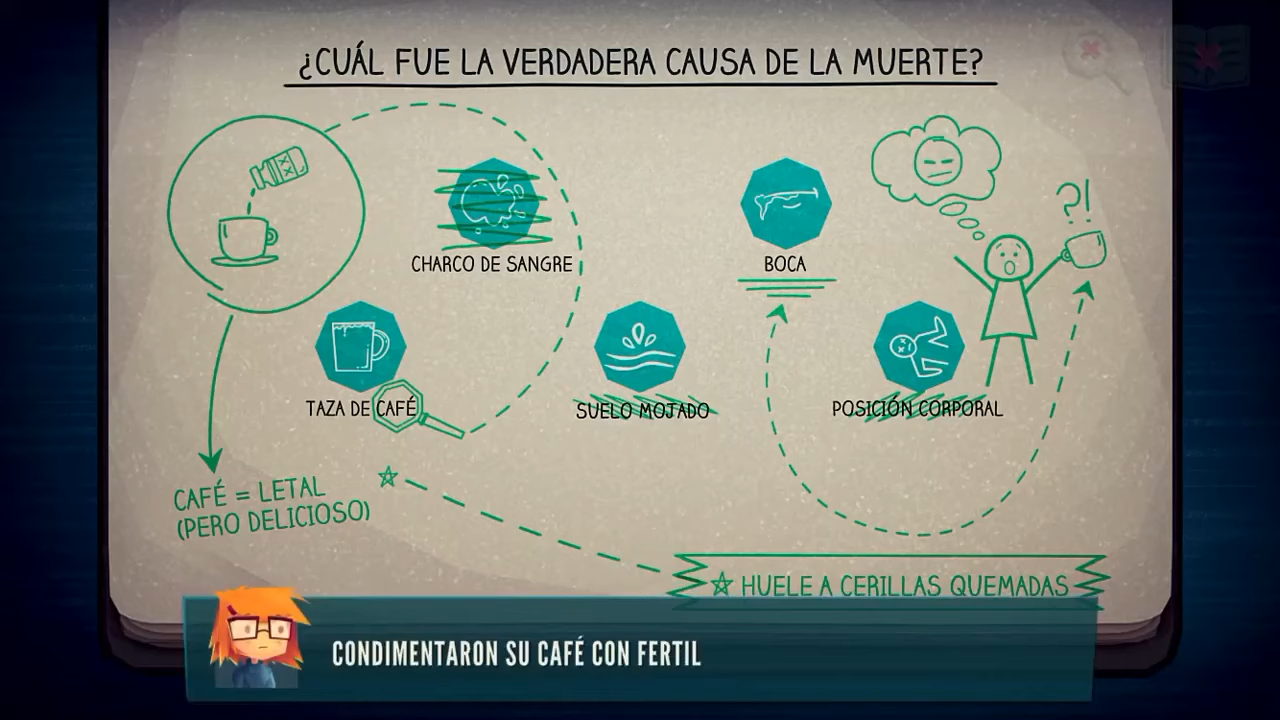 ¿CUÁL FUE LA VERDADERA CAUSA DE LA MUERTE?
?!
CHARCO DE SANGRE
BOCA
TAZA DE CAFÉ
SUELO MOJADO
POSICIÓN CORPORAL
CAFÉ = LETAL
(PERO DELICIOSO)
HUELE A CERILLAS QUEMADAS
CONDIMENTARON SU CAFÉ CON FERTIL